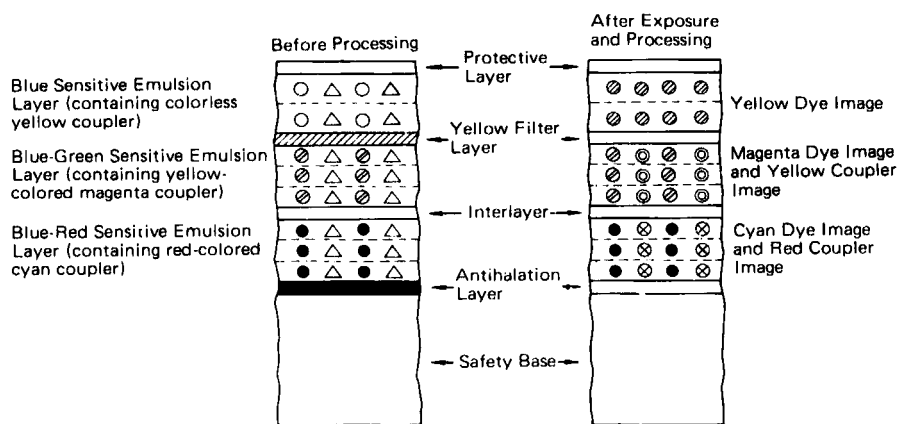 Before Processing
After Exposure
and Processing
Blue Sensitive Emulsion
Layer (containing colorless
yellow coupler)
Blue-Green Sensitive Emulsion
Layer (containing yellow-
colored magenta coupler)
Blue-Red Sensitive Emulsion
Layer (containing red-colored
cyan coupler)
Protective
Layer
Yellow Filter
Layer
Interlayer
Antihalation
Layer
Safety Base
Yellow Dye Image
Magenta Dye Image
and Yellow Coupler
Image
Cyan Dye Image
and Red Coupler
Image